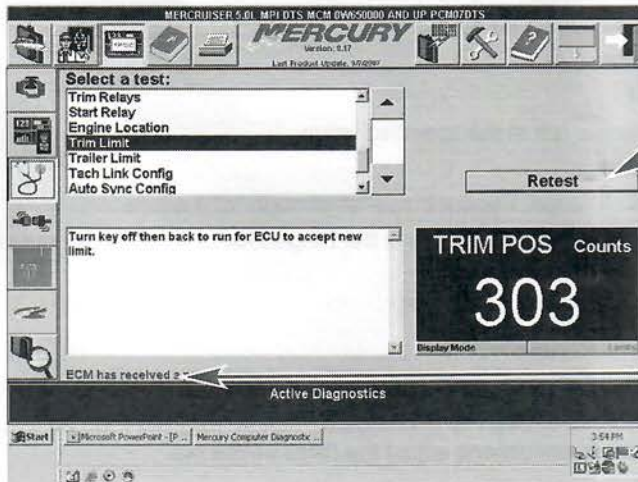 MERCRUISER 5.0L MPI DTS MCM 0W650000 AND UP PCM07DTS
MERCURY
Version: 8.17
Last Product Update, 9/7/2007
Select a test:
Trim Relays
Start Relay
Engine Location
Trim Limit
Trailer Limit
Tach Link Config
Auto Sync Config
Retest
Turn key off then back to run for ECU to accept new
limit.
TRIM POS Counts
303
Display Mode
ECM has received a
Active Diagnostics
Start
Microsoft PowerPoint - [P...
Mercury Computer Diagnostic ...
3:54 PM